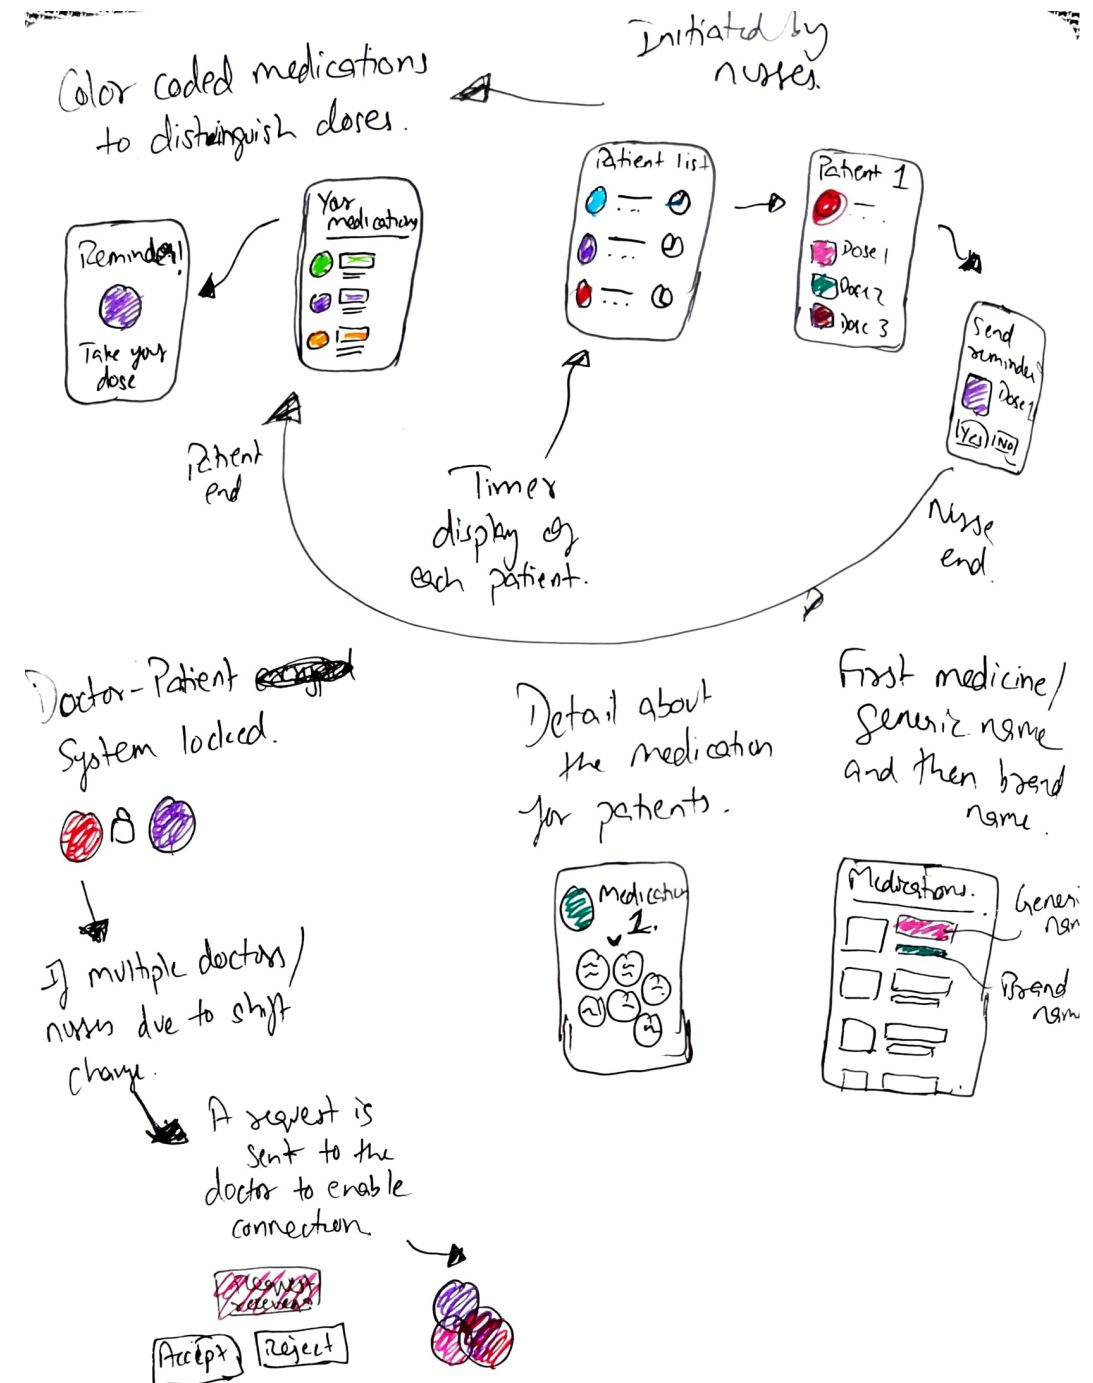 Initiated by
nurses.
Color coded medications
to distinguish doses.
Patient list
Patient 1
Dose 1
Dose 2
Dose 3
Your
medications
Reminder!
Take your
dose
Send
reminder
Dose 1
Yes
No
Patient
end
Timer
display of
each patient.
Nurse
end.
Doctor-Patient
System locked.
If multiple doctors/
nurses due to shift
change.
A request is
sent to the
doctor to enable
connection.
Request
Accept
Reject
Detail about
the medication
for patients.
Medication
1.
First medicine/
generic name
and then brand
name.
Medications.
Generi
nam
Brand
nam